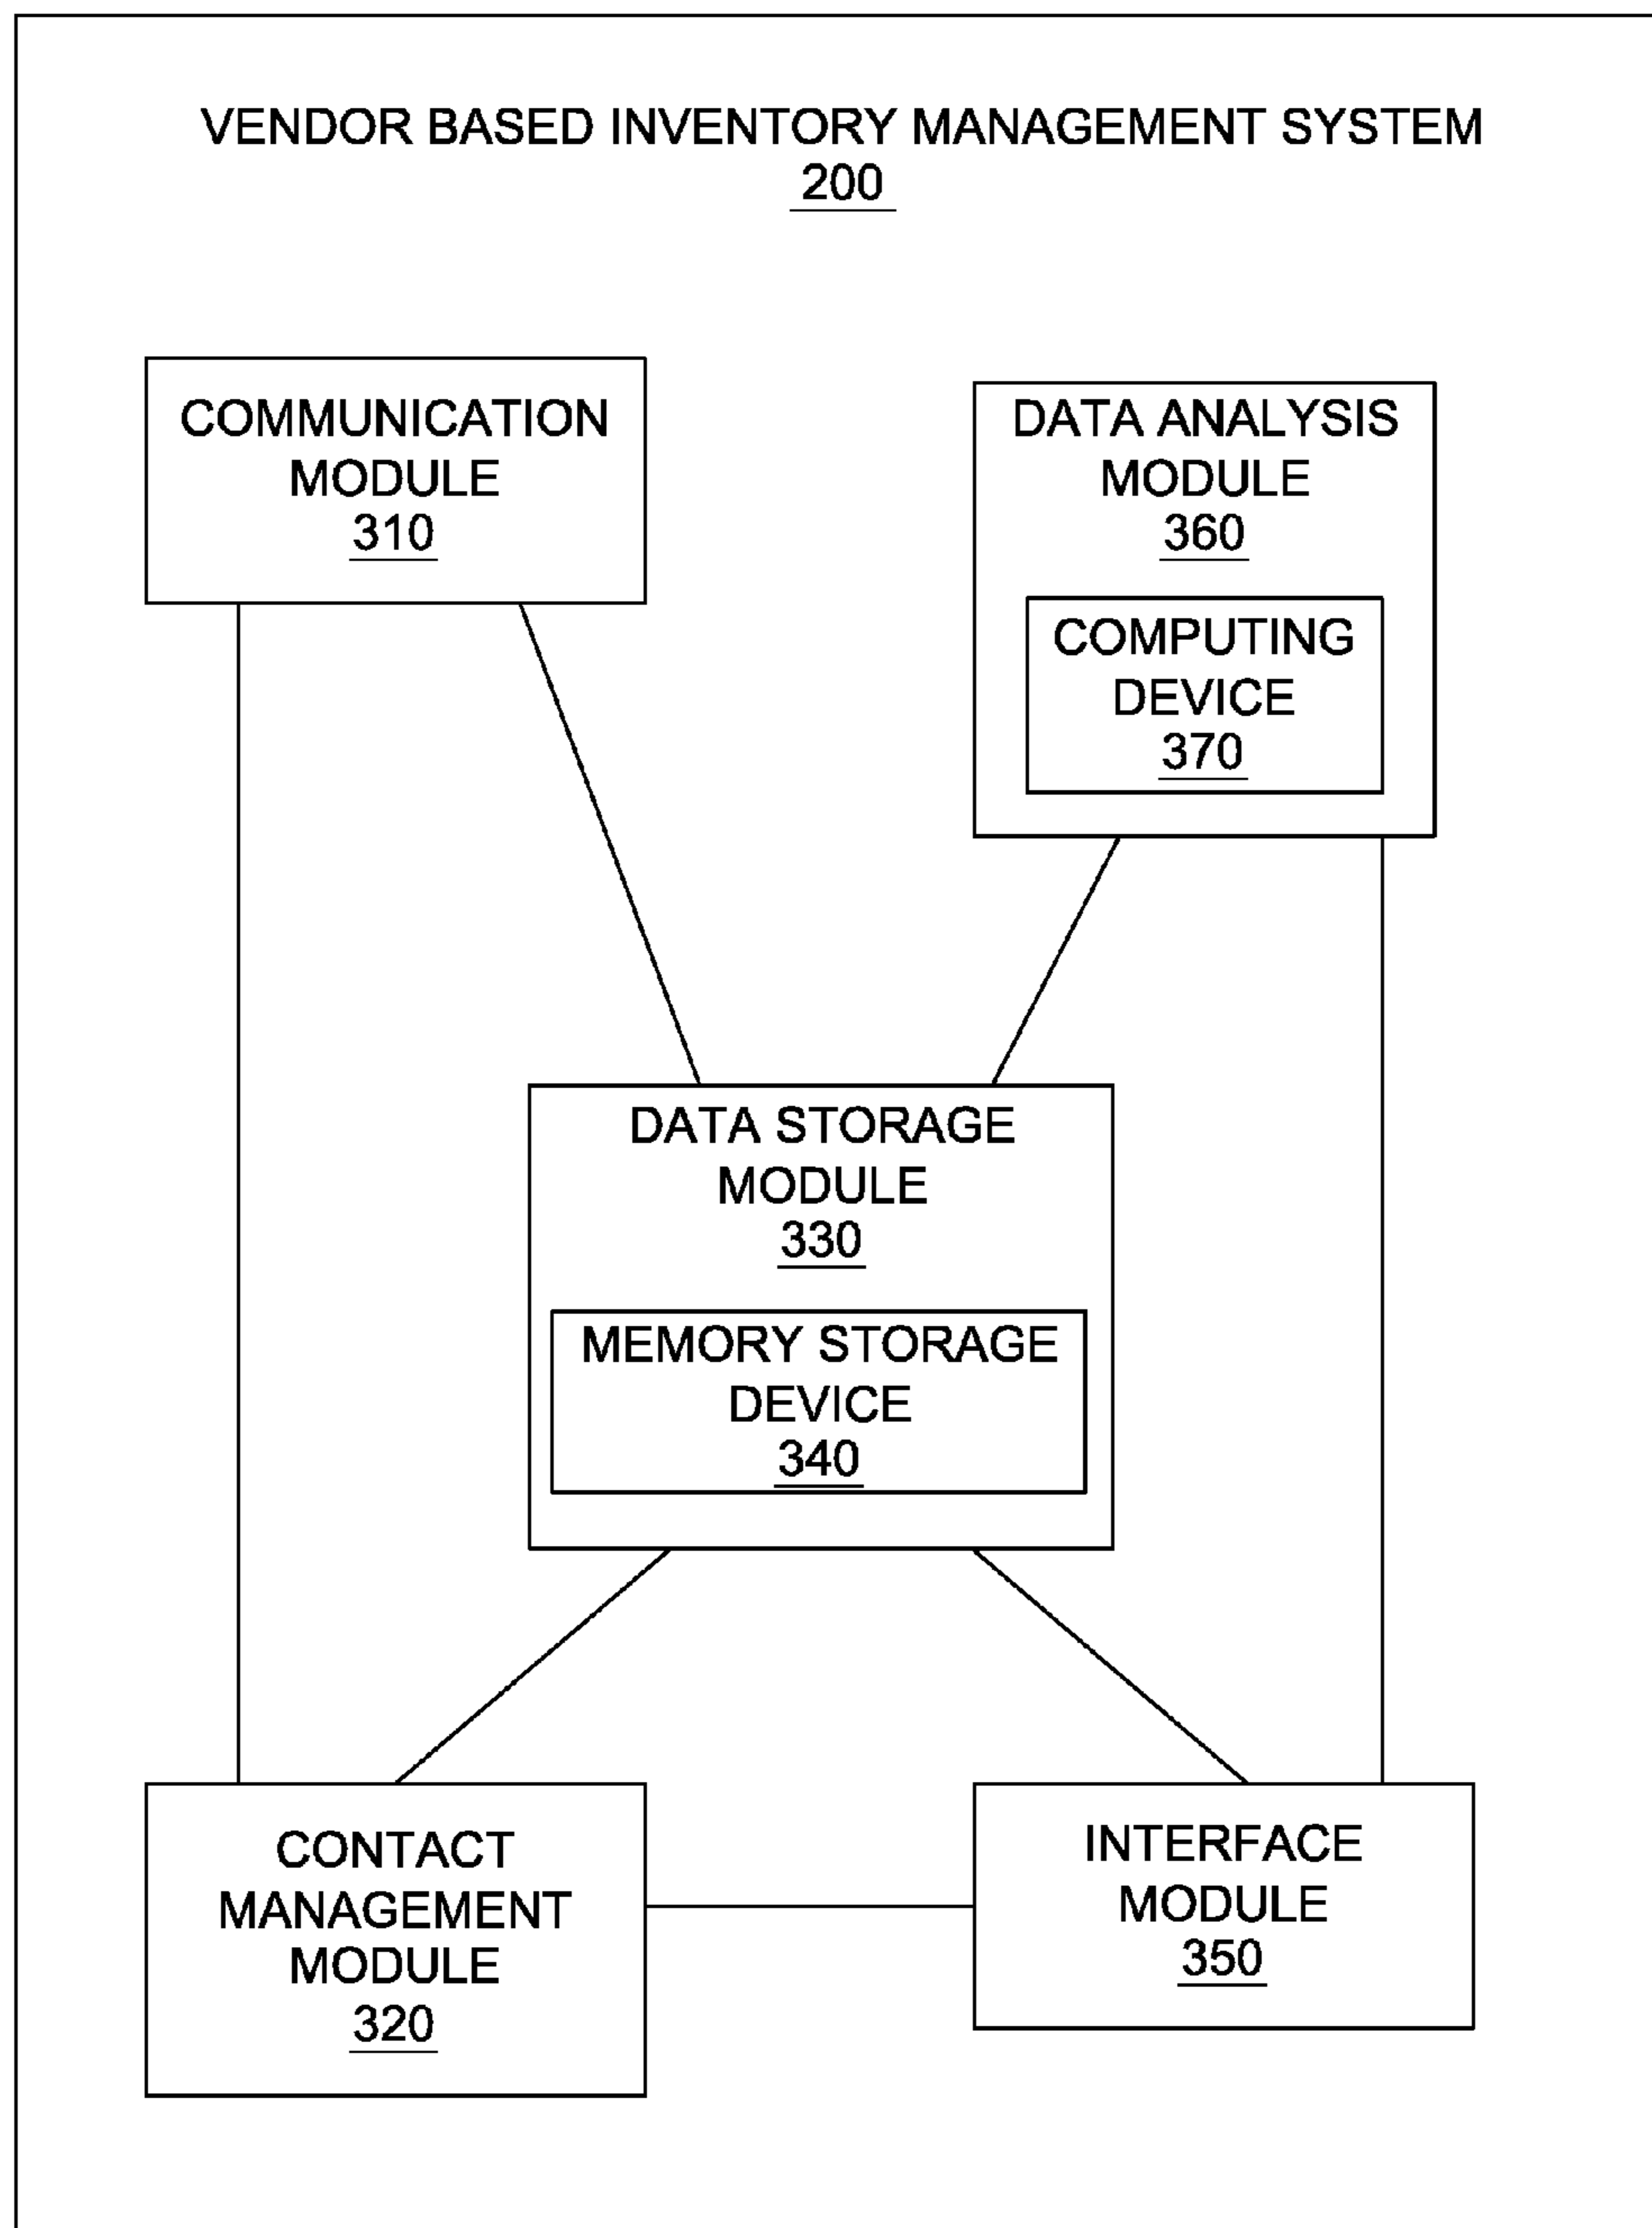 VENDOR BASED INVENTORY MANAGEMENT SYSTEM
200
COMMUNICATION
MODULE
310
DATA ANALYSIS
MODULE
360
COMPUTING
DEVICE
370
DATA STORAGE
MODULE
330
MEMORY STORAGE
DEVICE
340
CONTACT
MANAGEMENT
MODULE
320
INTERFACE
MODULE
350